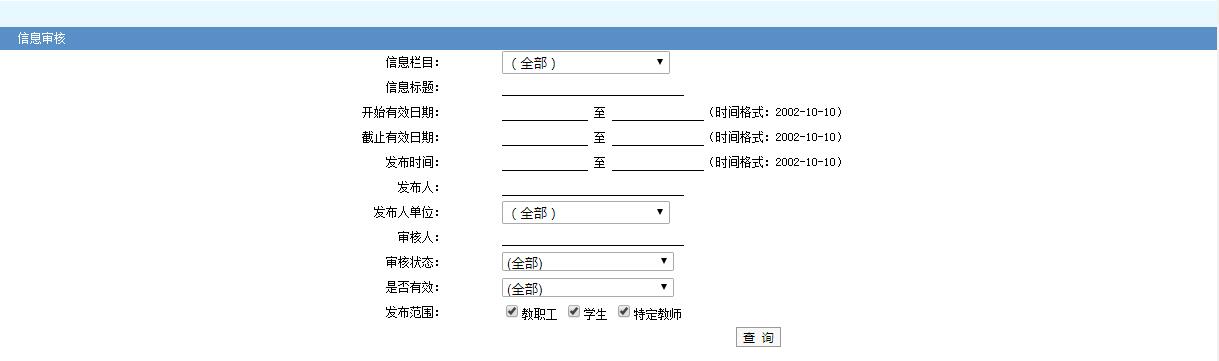 信息审核
信息栏目： （全部）
信息标题：
开始有效日期： 至 （时间格式：2002-10-10）
截止有效日期： 至 （时间格式：2002-10-10）
发布时间： 至 （时间格式：2002-10-10）
发布人：
发布人单位： （全部）
审核人：
审核状态： (全部)
是否有效： (全部)
发布范围： 教职工 学生 特定教师
查 询